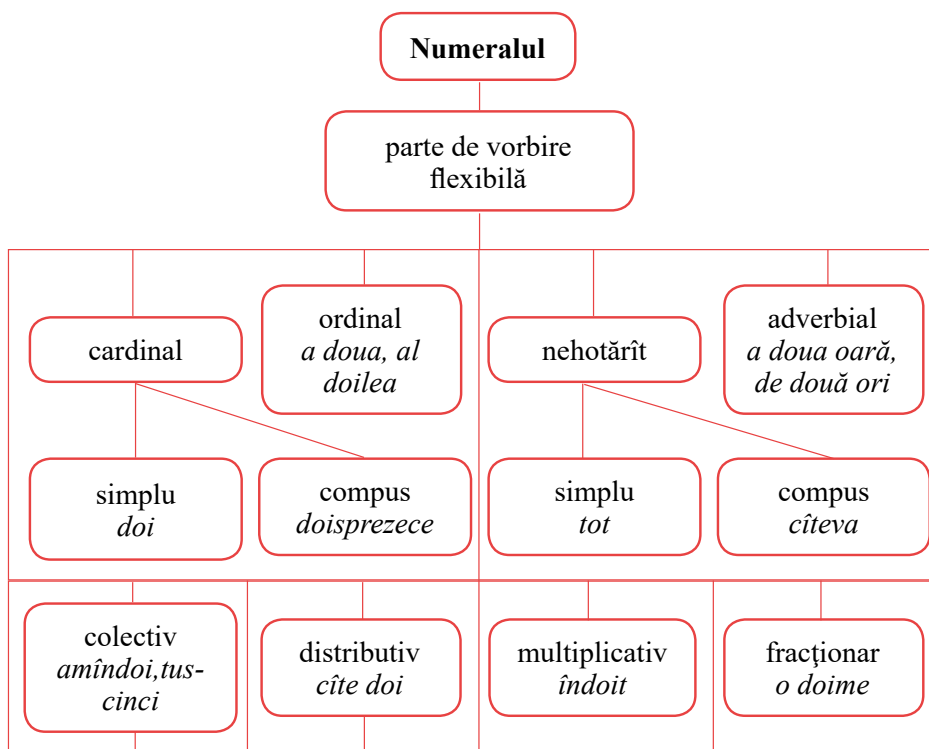 Numeralul
parte de vorbire
flexibilă
cardinal
ordinal
a doua, al
doilea
nehotărît
adverbial
a doua oară,
de două ori
simplu
doi
compus
doisprezece
simplu
tot
compus
cîteva
colectiv
amîndoi,tus-
cinci
distributiv
cîte doi
multiplicativ
îndoit
fracţionar
o doime